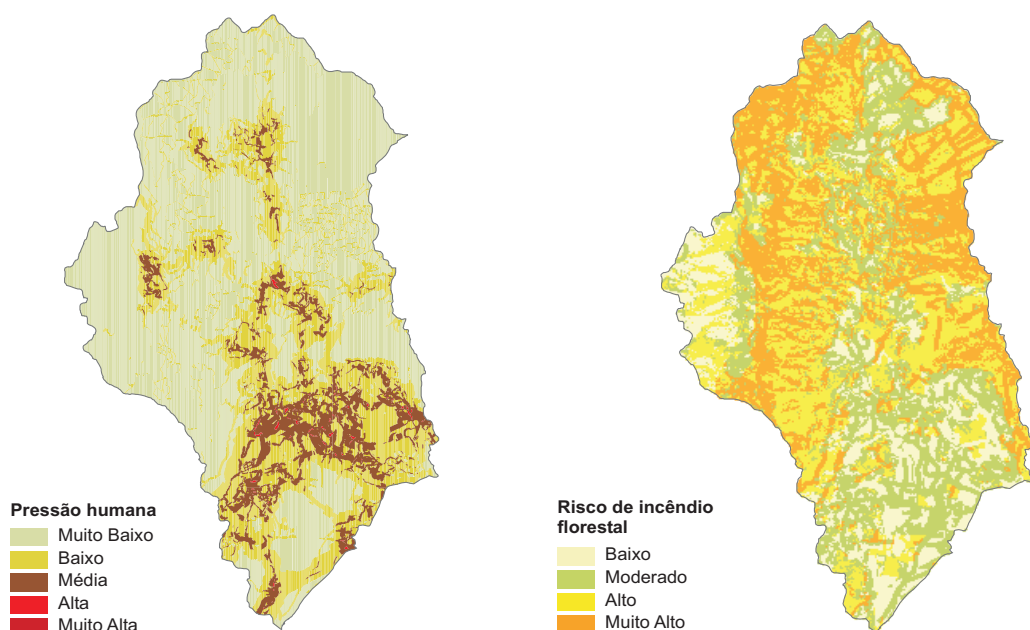 Pressão humana
Muito Baixo
Baixo
Média
Alta
Muito Alta
Risco de incêndio
florestal
Baixo
Moderado
Alto
Muito Alto